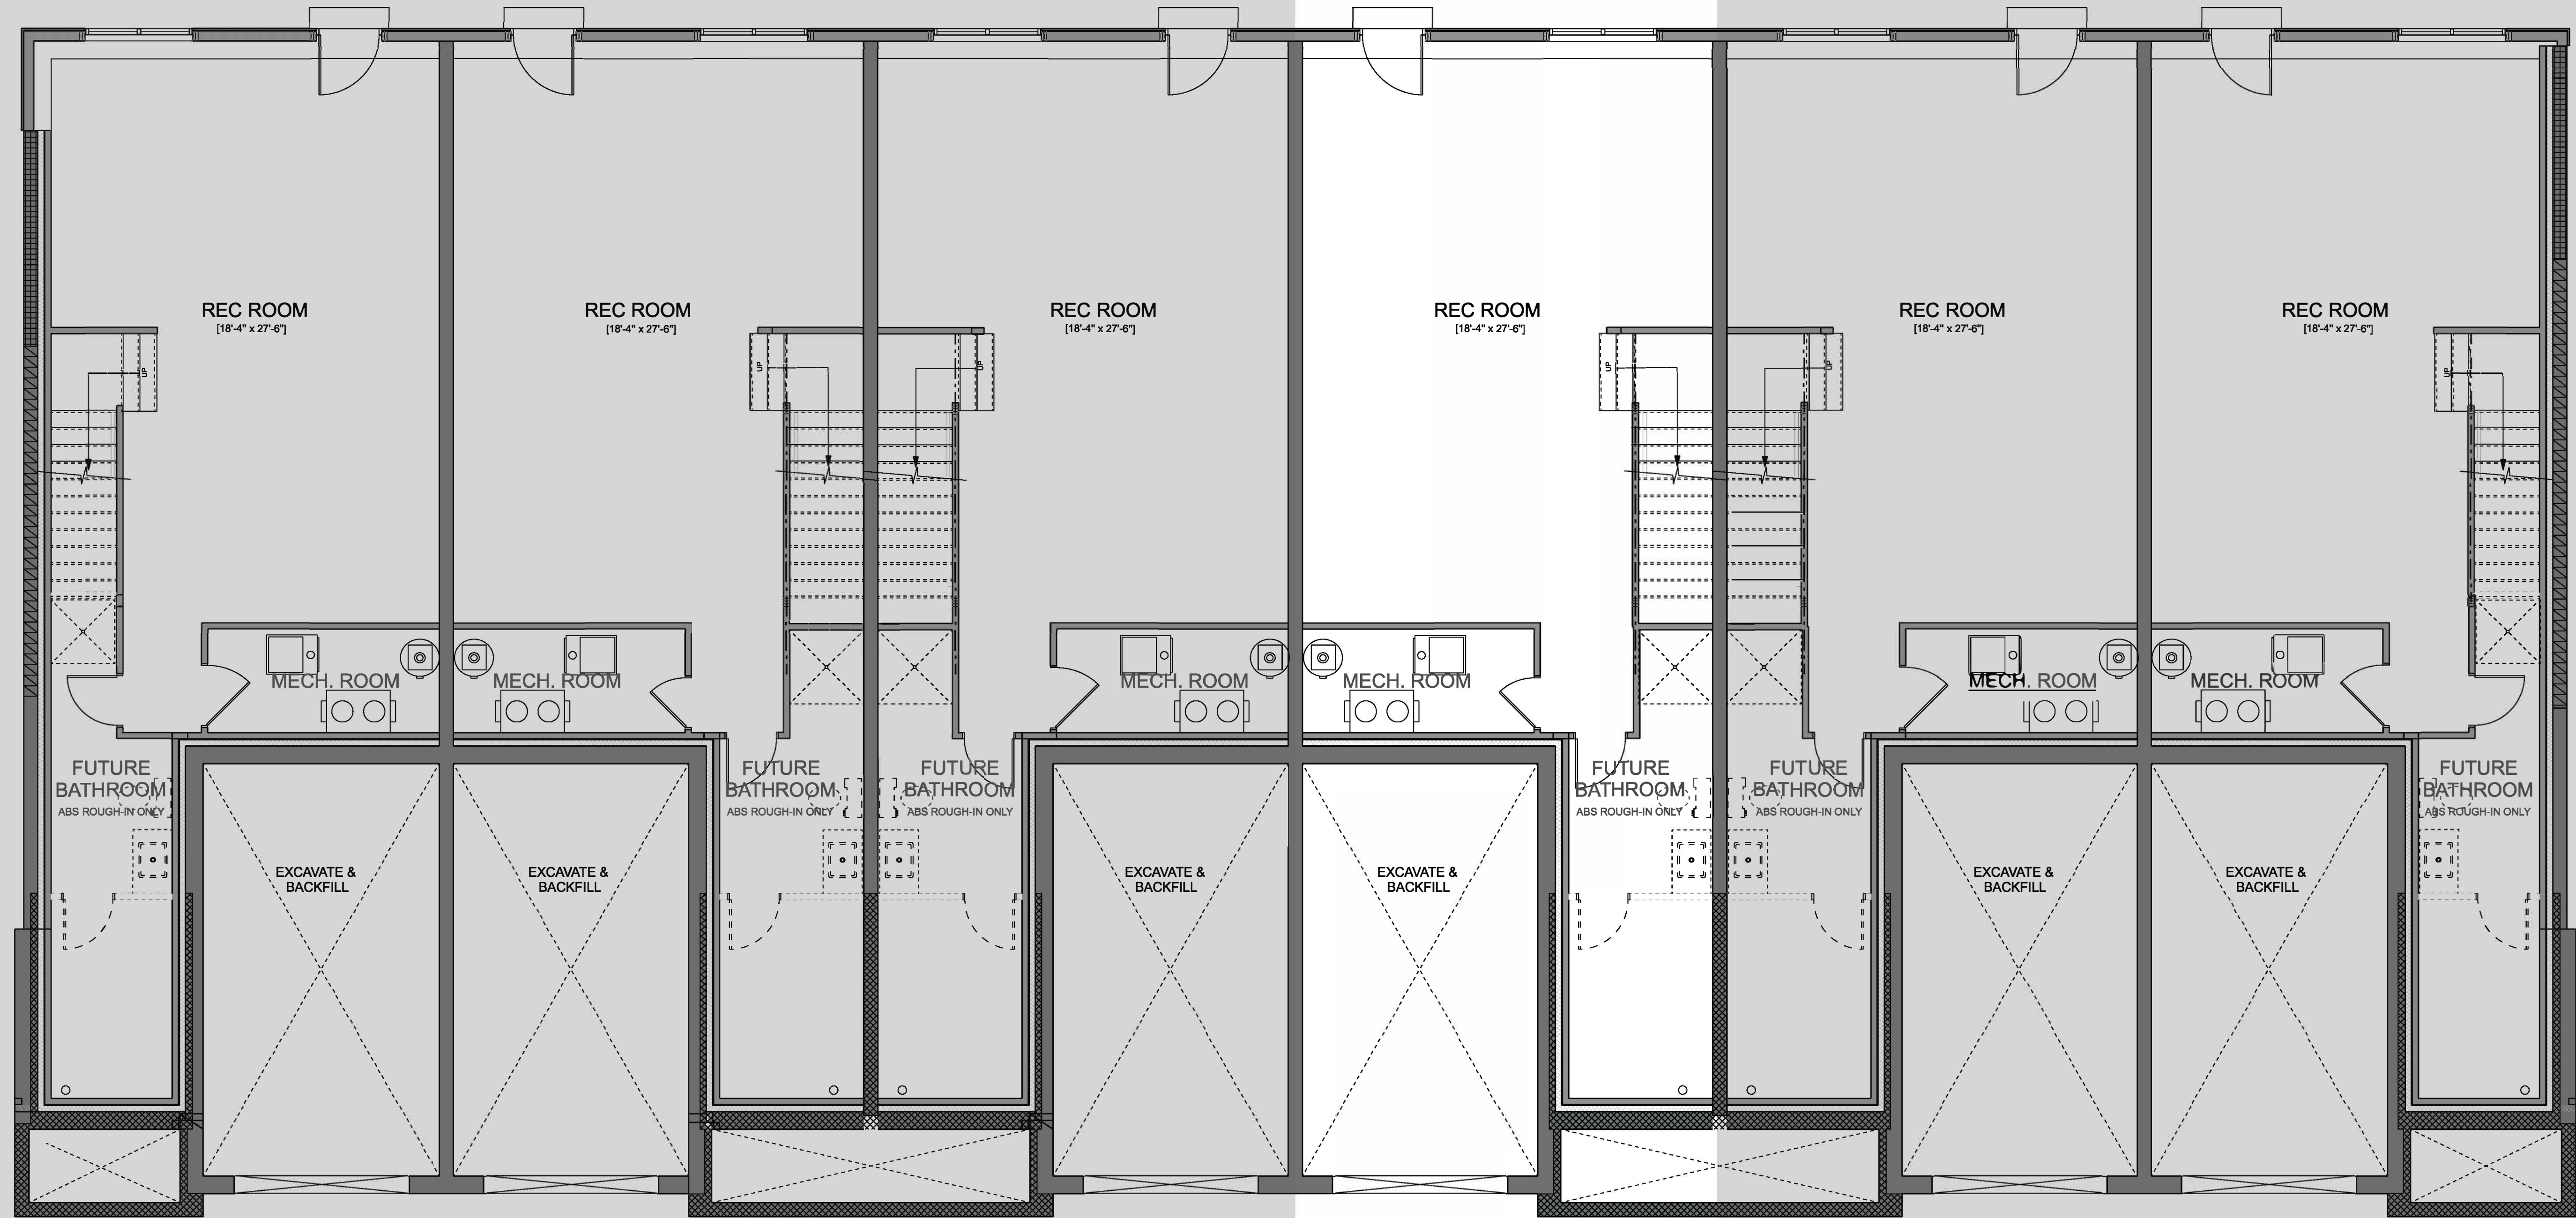 REC ROOM
[18'-4" x 27'-6"]
REC ROOM
[18'-4" x 27'-6"]
REC ROOM
[18'-4" x 27'-6"]
REC ROOM
[18'-4" x 27'-6"]
REC ROOM
[18'-4" x 27'-6"]
REC ROOM
[18'-4" x 27'-6"]
UP
UP
UP
UP
UP
UP
MECH. ROOM
MECH. ROOM
MECH. ROOM
MECH. ROOM
MECH. ROOM
MECH. ROOM
FUTURE
BATHROOM
ABS ROUGH-IN ONLY
FUTURE
BATHROOM
ABS ROUGH-IN ONLY
FUTURE
BATHROOM
ABS ROUGH-IN ONLY
FUTURE
BATHROOM
ABS ROUGH-IN ONLY
FUTURE
BATHROOM
ABS ROUGH-IN ONLY
FUTURE
BATHROOM
ABS ROUGH-IN ONLY
EXCAVATE &
BACKFILL
EXCAVATE &
BACKFILL
EXCAVATE &
BACKFILL
EXCAVATE &
BACKFILL
EXCAVATE &
BACKFILL
EXCAVATE &
BACKFILL